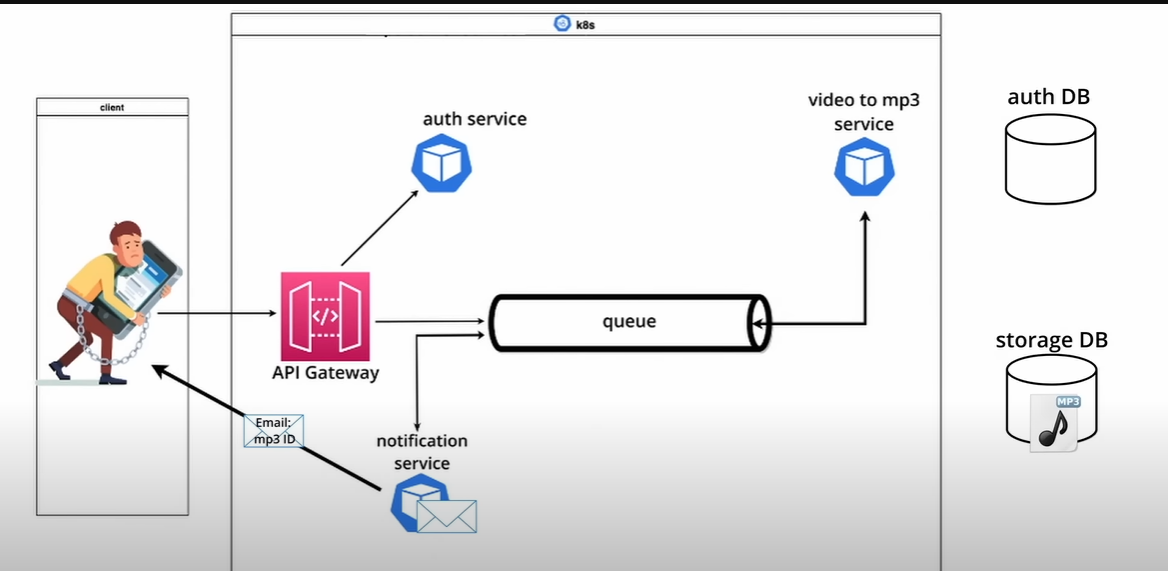 k8s
client
auth service
video to mp3
service
auth DB
</>
API Gateway
queue
storage DB
MP3
Email:
mp3 ID
notification
service